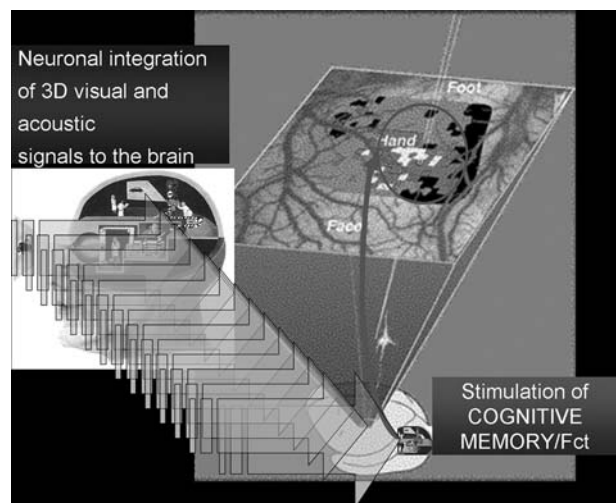 Neuronal integration
of 3D visual and
acoustic
signals to the brain
Foot
Hand
Face
Stimulation of
COGNITIVE
MEMORY/Fct